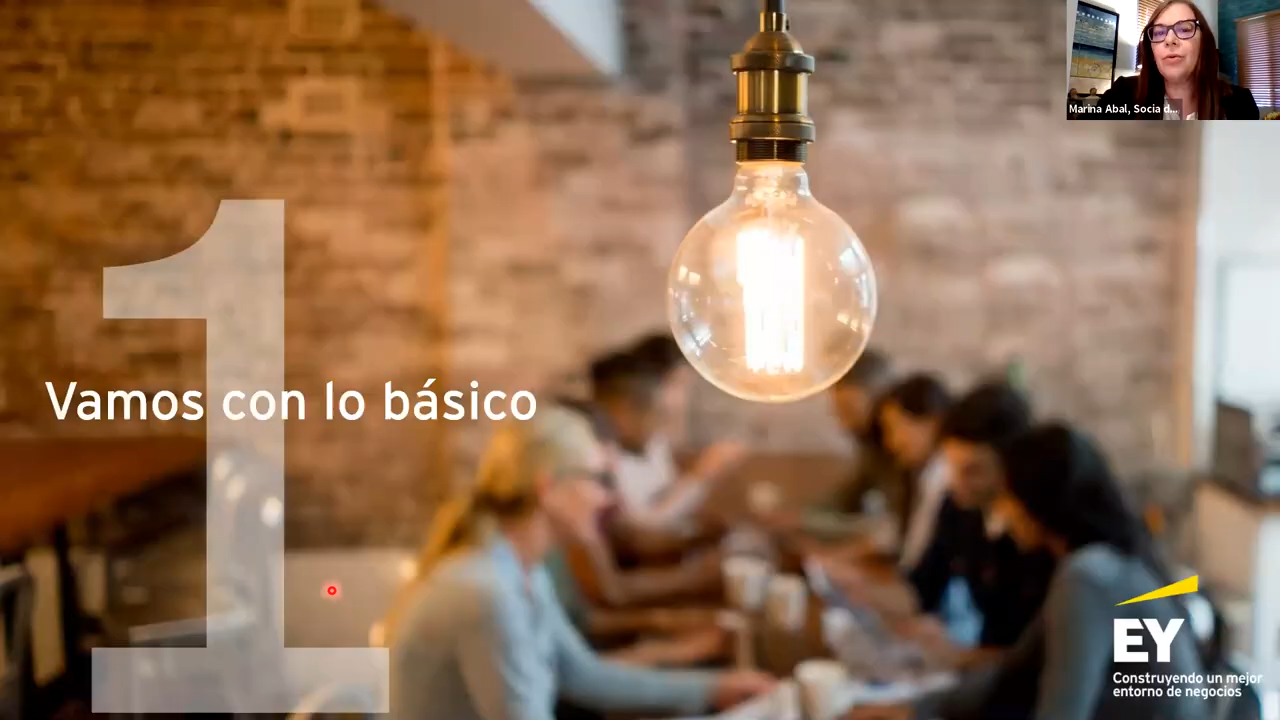 Marina Abal, Socia d...
1
Vamos con lo básico
EY
Construyendo un mejor
entorno de negocios